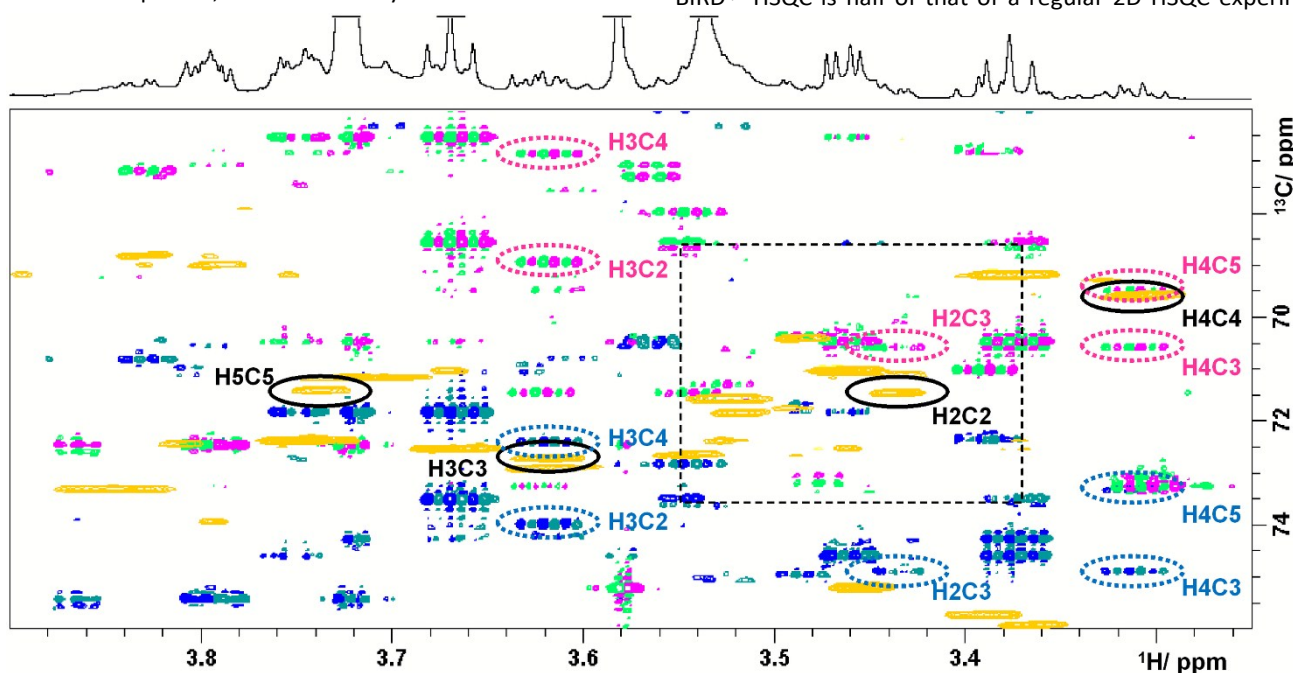 BIRD HSQC is half of that of a regular 2D HSQC
H3C4
H3C2
H4C5
H4C4
H2C3
H4C3
H5C5
H2C2
H3C4
H3C3
H4C5
H3C2
H2C3
H4C3
70
72
74
¹³C/ ppm
3.8
3.7
3.6
3.5
3.4
¹H/ ppm